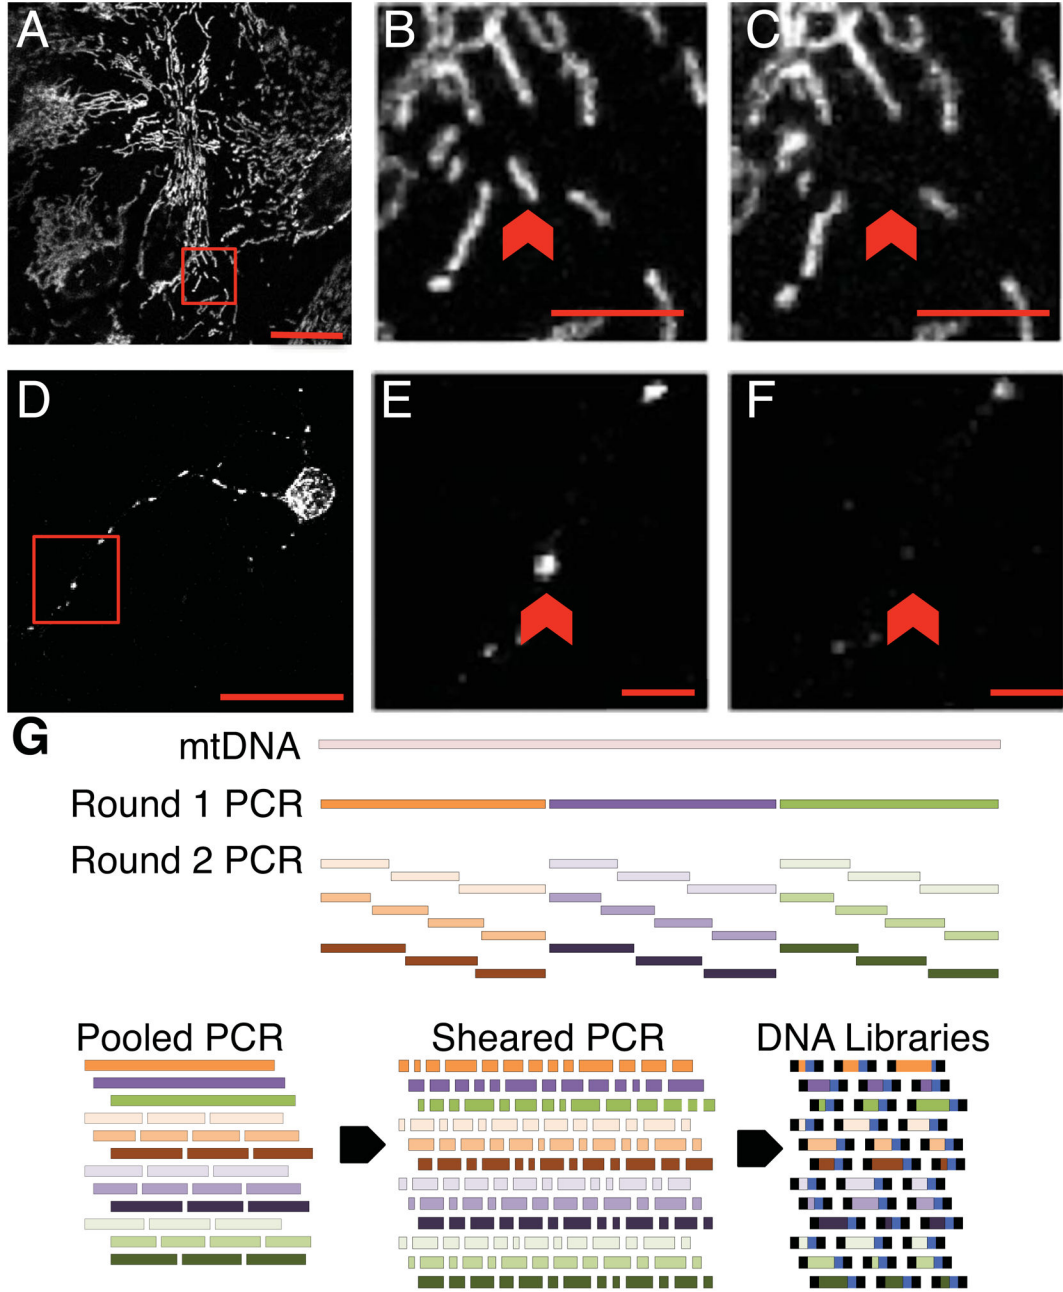 A
B
C
D
E
F
G
mtDNA
Round 1 PCR
Round 2 PCR
Pooled PCR
Sheared PCR
DNA Libraries